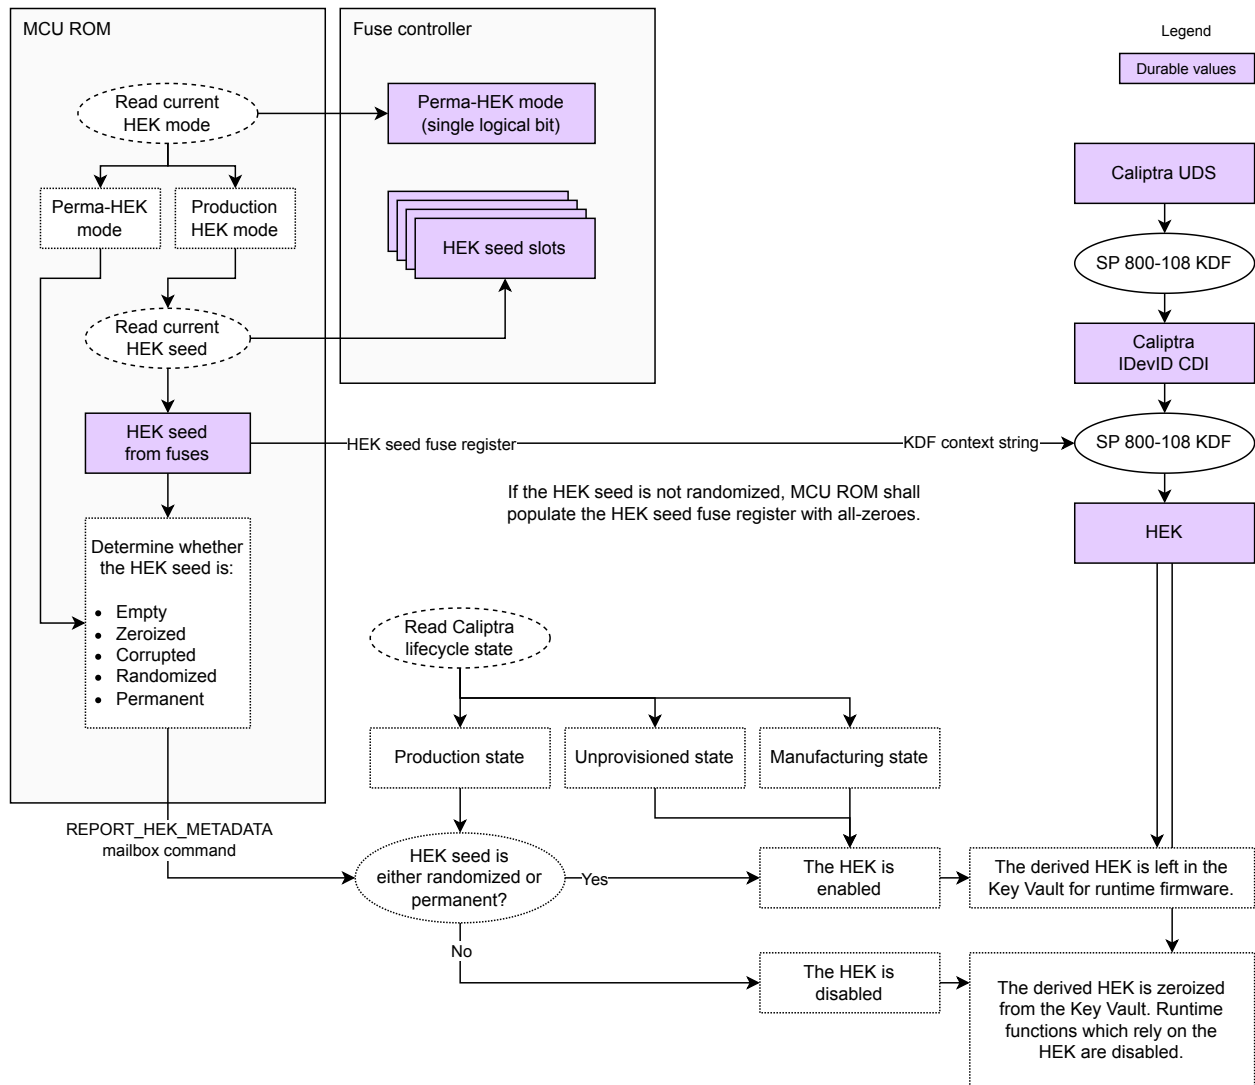 MCU ROM
Read current
HEK mode
Perma-HEK
mode
Production
HEK mode
Read current
HEK seed
HEK seed
from fuses
Determine whether
the HEK seed is:
• Empty
• Zeroized
• Corrupted
• Randomized
• Permanent
REPORT_HEK_METADATA
mailbox command
Fuse controller
Perma-HEK mode
(single logical bit)
HEK seed slots
HEK seed fuse register
KDF context string
If the HEK seed is not randomized, MCU ROM shall
populate the HEK seed fuse register with all-zeroes.
Legend
Durable values
Caliptra UDS
SP 800-108 KDF
Caliptra
IDevID CDI
SP 800-108 KDF
HEK
Read Caliptra
lifecycle state
Production state
Unprovisioned state
Manufacturing state
HEK seed is
either randomized or
permanent?
Yes
No
The HEK is
enabled
The derived HEK is left in the
Key Vault for runtime firmware.
The HEK is
disabled
The derived HEK is zeroized
from the Key Vault. Runtime
functions which rely on the
HEK are disabled.